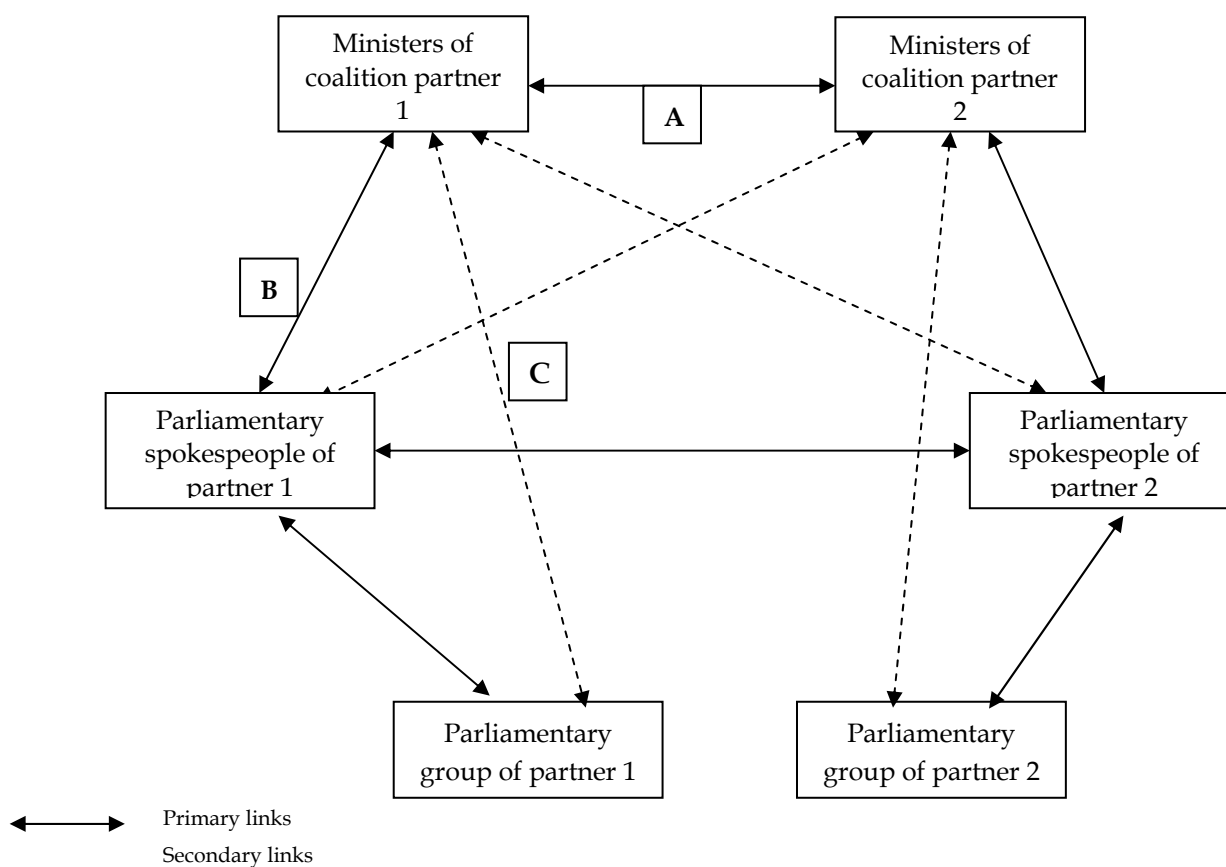 Ministers of
coalition partner
1
Ministers of
coalition partner
2
A
B
C
Parliamentary
spokespeople of
partner 1
Parliamentary
spokespeople of
partner 2
Parliamentary
group of partner 1
Parliamentary
group of partner 2
Primary links
Secondary links